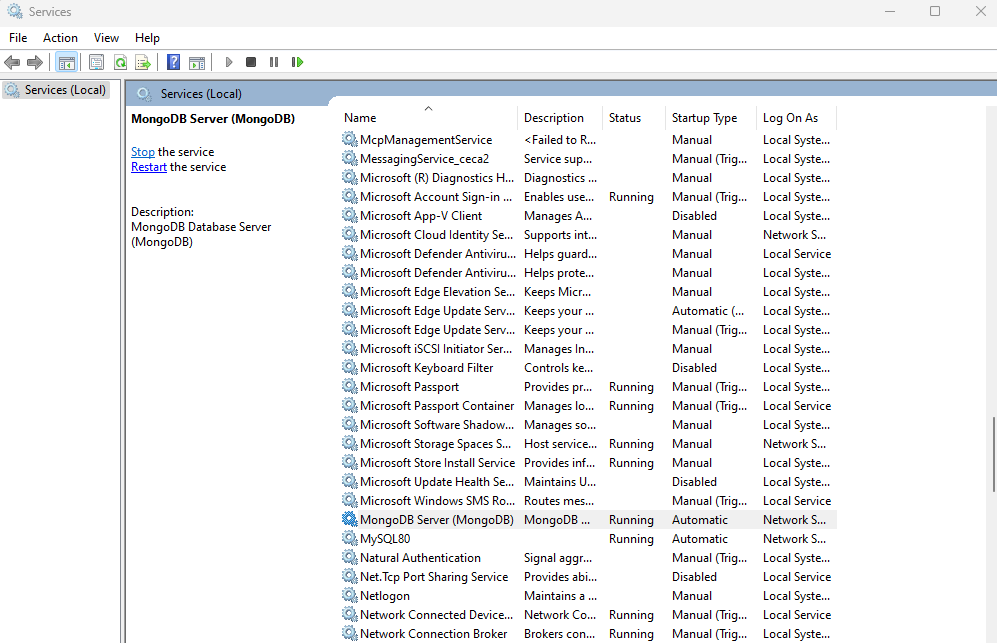 Services
File Action View Help
Services (Local)
Services (Local)
MongoDB Server (MongoDB)
Stop the service
Restart the service
Description:
MongoDB Database Server
(MongoDB)
Name Description Status Startup Type Log On As
McpManagementService <Failed to R... Manual Local Syste...
MessagingService_ceca2 Service sup... Manual (Trig... Local Syste...
Microsoft (R) Diagnostics H... Diagnostics ... Manual Local Syste...
Microsoft Account Sign-in ... Enables use... Running Manual (Trig... Local Syste...
Microsoft App-V Client Manages A... Disabled Local Syste...
Microsoft Cloud Identity Se... Supports int... Manual Network S...
Microsoft Defender Antiviru... Helps guard... Manual Local Service
Microsoft Defender Antiviru... Helps prote... Manual Local Syste...
Microsoft Edge Elevation Se... Keeps Micr... Manual Local Syste...
Microsoft Edge Update Serv... Keeps your ... Automatic (... Local Syste...
Microsoft Edge Update Serv... Keeps your ... Manual (Trig... Local Syste...
Microsoft iSCSI Initiator Ser... Manages In... Manual Local Syste...
Microsoft Keyboard Filter Controls ke... Disabled Local Syste...
Microsoft Passport Provides pr... Running Manual (Trig... Local Syste...
Microsoft Passport Container Manages lo... Running Manual (Trig... Local Service
Microsoft Software Shadow... Manages so... Manual Local Syste...
Microsoft Storage Spaces S... Host service... Running Manual Network S...
Microsoft Store Install Service Provides inf... Running Manual Local Syste...
Microsoft Update Health Se... Maintains U... Disabled Local Syste...
Microsoft Windows SMS Ro... Routes mes... Manual (Trig... Local Service
MongoDB Server (MongoDB) MongoDB ... Running Automatic Network S...
MySQL80 Running Automatic Network S...
Natural Authentication Signal aggr... Manual (Trig... Local Syste...
Net.Tcp Port Sharing Service Provides abi... Disabled Local Service
Netlogon Maintains a ... Manual Local Syste...
Network Connected Device... Network Co... Running Manual (Trig... Local Service
Network Connection Broker Brokers con... Running Manual (Trig... Local Syste...